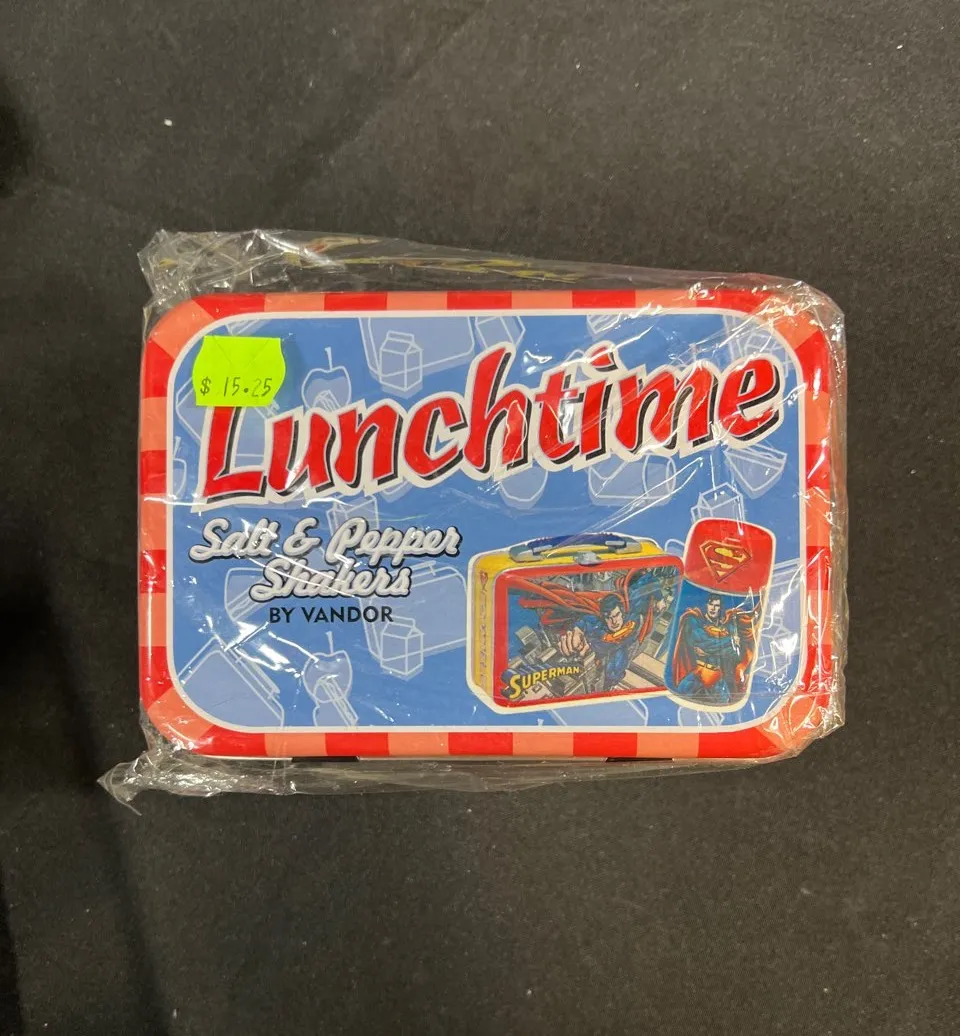 $ 15.25
Lunchtime
Salt & Pepper
Shakers
BY VANDOR
SUPERMAN
S